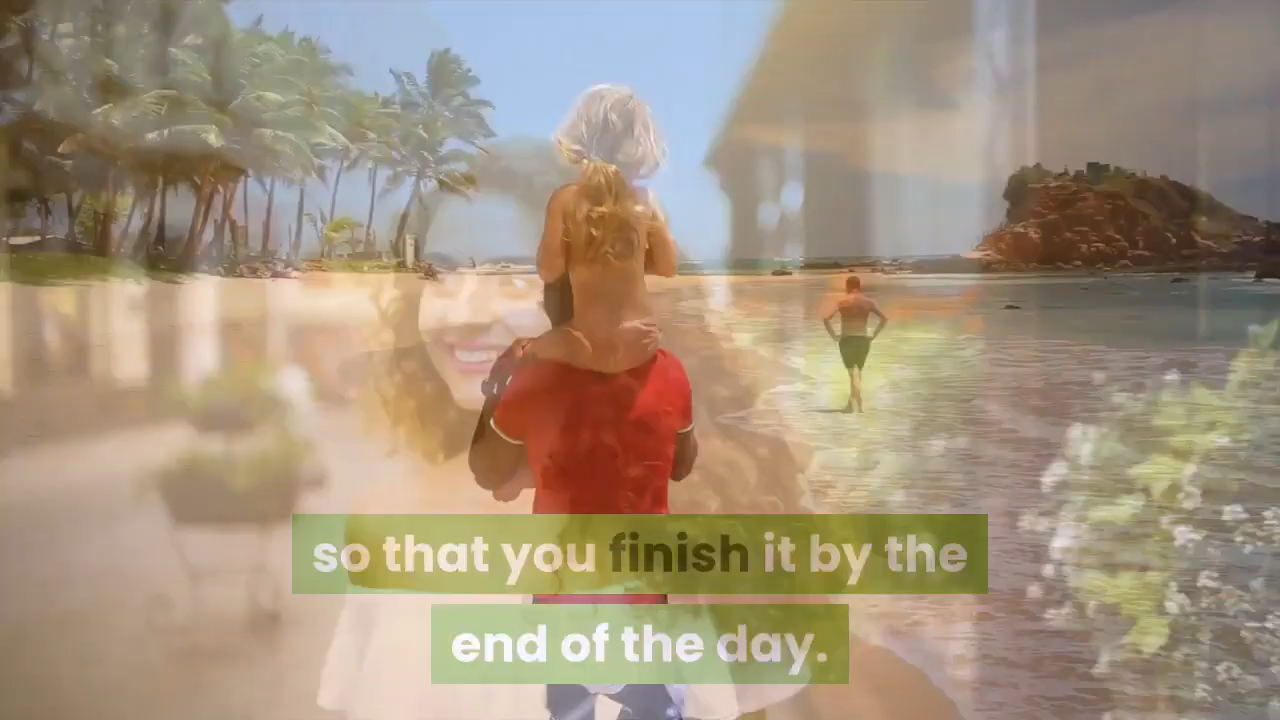 so that you finish it by the
end of the day.